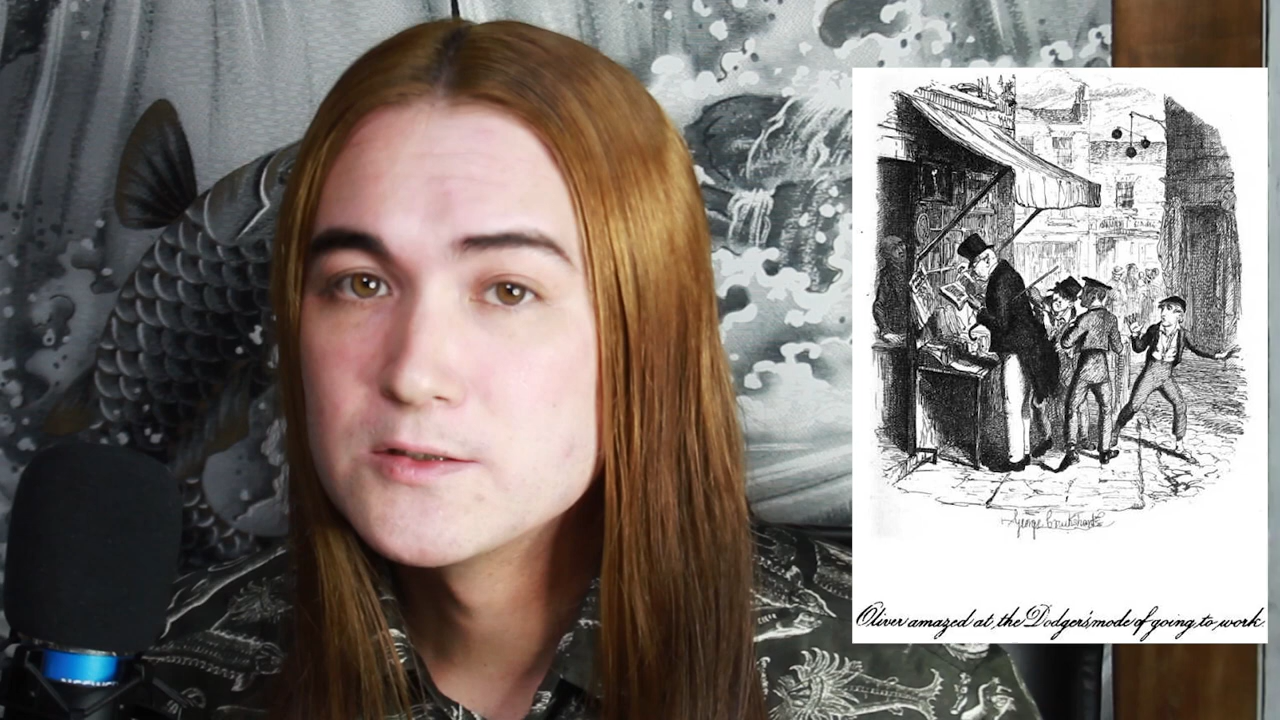 George Cruikshank
Oliver amazed at the Dodger's mode of going to work